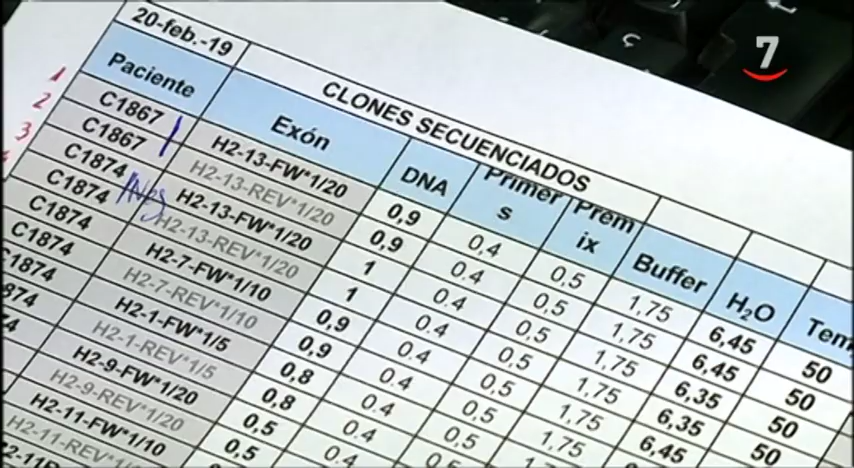 7
20-feb.-19
CLONES SECUENCIADOS
Paciente Exón DNA Primer s Prem ix Buffer H₂O Tem
1 C1867 H2-13-FW*1/20 0,9 0,4 0,5 1,75 6,45 50
2 C1867 H2-13-REV*1/20 0,9 0.4 0,5 1,75 6,45 50
3 C1874 H2-13-FW*1/20 1 0.4 0,5 1,75 6,35 50
C1874 H2-13-REV*1/20 1 0.4 0,5 1,75 6,35 50
C1874 H2-7-FW*1/10 0,9 0.4 0,5 1,75 6,45
C1874 H2-7-REV*1/10 0,9 0.4 0,5
1874 H2-1-FW*1/5 0,8 0.4 0,5
874 H2-1-REV*1/5 0,8 0.4
4 H2-9-FW*1/20 0,5 0.4
H2-9-REV*1/20 0,5
H2-11-FW*1/10
H2-11-REV*1/10